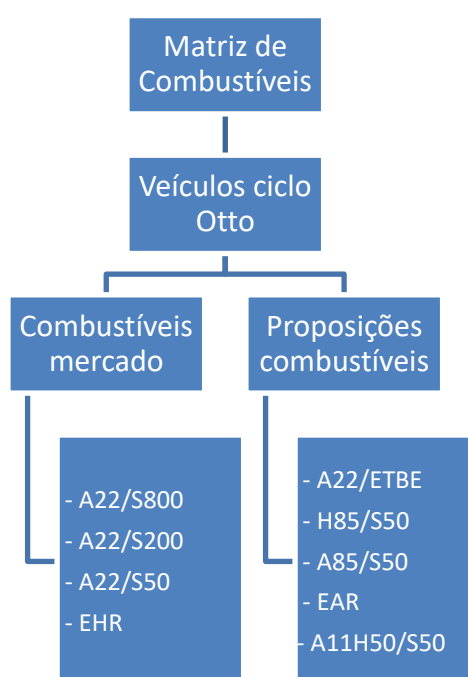 Matriz de
Combustíveis
Veículos ciclo
Otto
Combustíveis
mercado
Proposições
combustíveis
- A22/S800
- A22/S200
- A22/S50
- EHR
- A22/ETBE
- H85/S50
- A85/S50
- EAR
- A11H50/S50